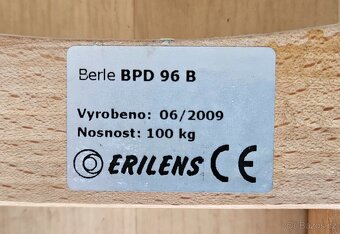 Berle BPD 96 B
Vyrobeno: 06/2009
Nosnost: 100 kg
ERILENS CE